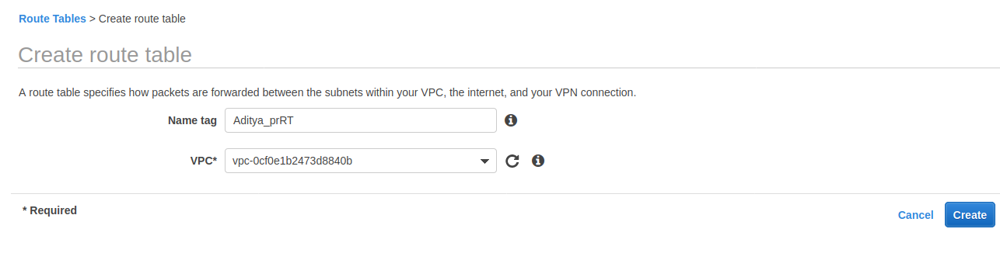 Route Tables > Create route table
Create route table
A route table specifies how packets are forwarded between the subnets within your VPC, the internet, and your VPN connection.
Name tag Aditya_prRT
VPC* vpc-0cf0e1b2473d8840b
* Required
Cancel Create